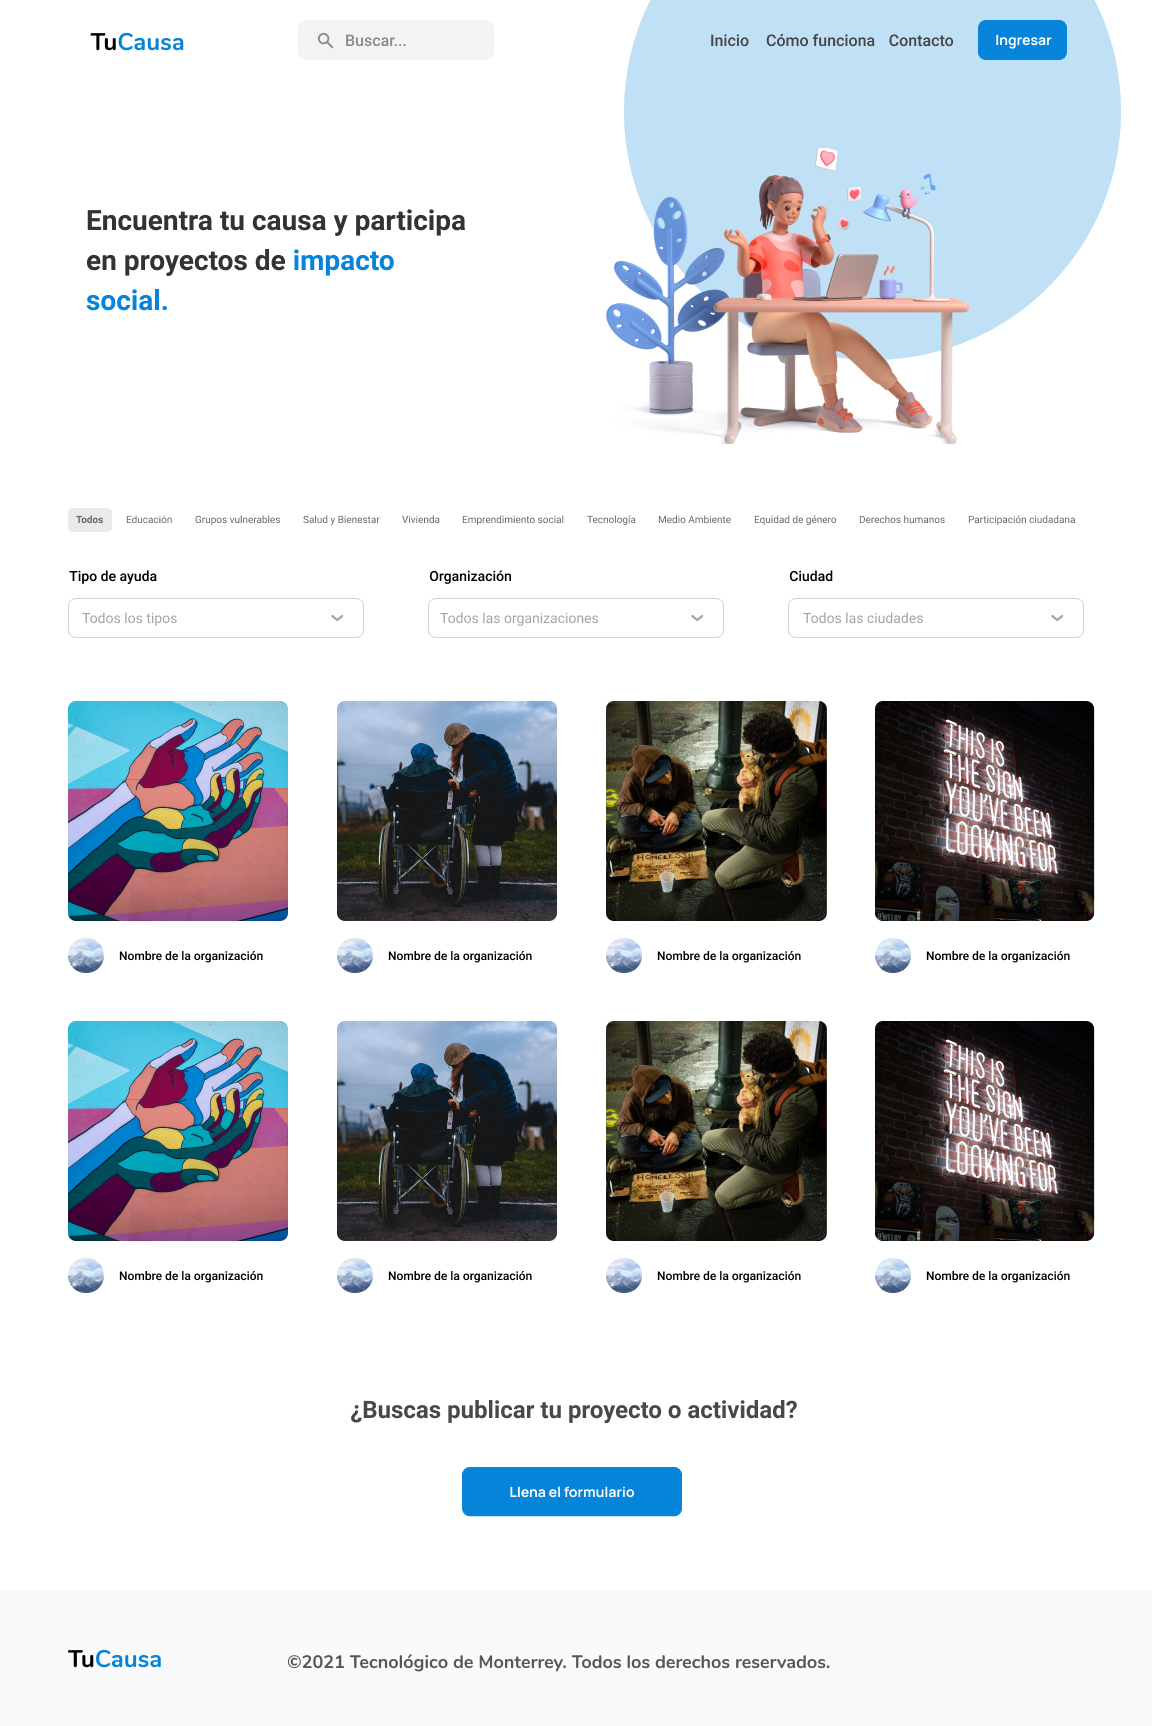 TuCausa
Buscar...
Inicio Cómo funciona Contacto Ingresar
Encuentra tu causa y participa
en proyectos de impacto
social.
Todos Educación Grupos vulnerables Salud y Bienestar Vivienda Emprendimiento social Tecnología Medio Ambiente Equidad de género Derechos humanos Participación ciudadana
Tipo de ayuda Organización Ciudad
Todos los tipos Todos las organizaciones Todos las ciudades
HOMELESS!!
THIS IS
THE SIGN
YOU'VE BEEN
LOOKING FOR
Nombre de la organización Nombre de la organización Nombre de la organización Nombre de la organización
HOMELESS!!
THIS IS
THE SIGN
YOU'VE BEEN
LOOKING FOR
Nombre de la organización Nombre de la organización Nombre de la organización Nombre de la organización
¿Buscas publicar tu proyecto o actividad?
Llena el formulario
TuCausa
©2021 Tecnológico de Monterrey. Todos los derechos reservados.